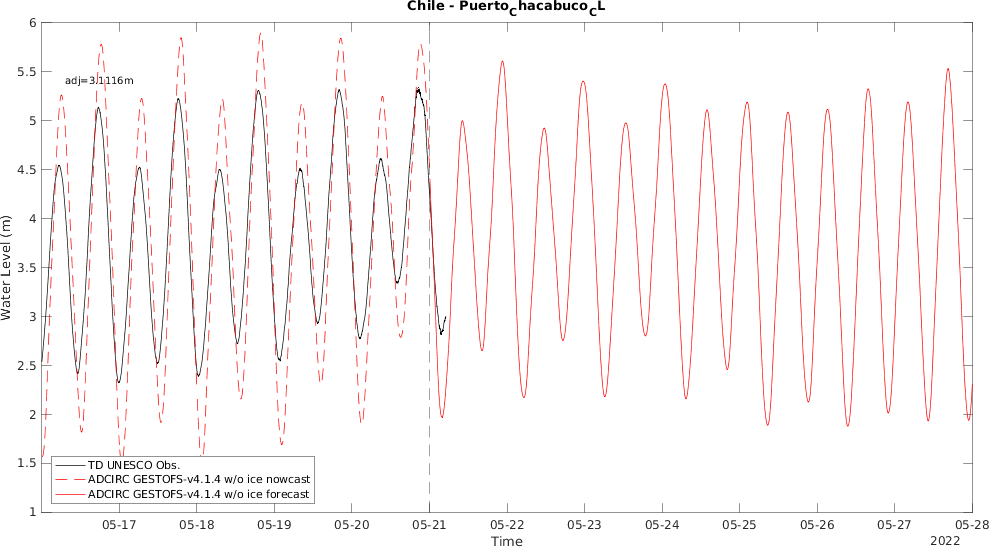 Chile - Puerto_Chacabuco_CL
6
5.5
5
4.5
4
3.5
3
2.5
2
1.5
1
Water Level (m)
adj=3.1116m
TD UNESCO Obs.
ADCIRC GESTOFS-v4.1.4 w/o ice nowcast
ADCIRC GESTOFS-v4.1.4 w/o ice forecast
05-17 05-18 05-19 05-20 05-21 05-22 05-23 05-24 05-25 05-26 05-27 05-28
Time
2022